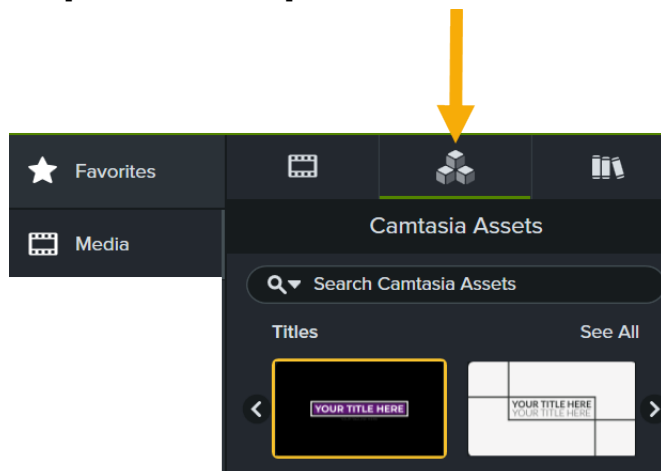 Favorites
Media
Camtasia Assets
Search Camtasia Assets
Titles
See All
YOUR TITLE HERE
YOUR TITLE HERE
YOUR TITLE HERE